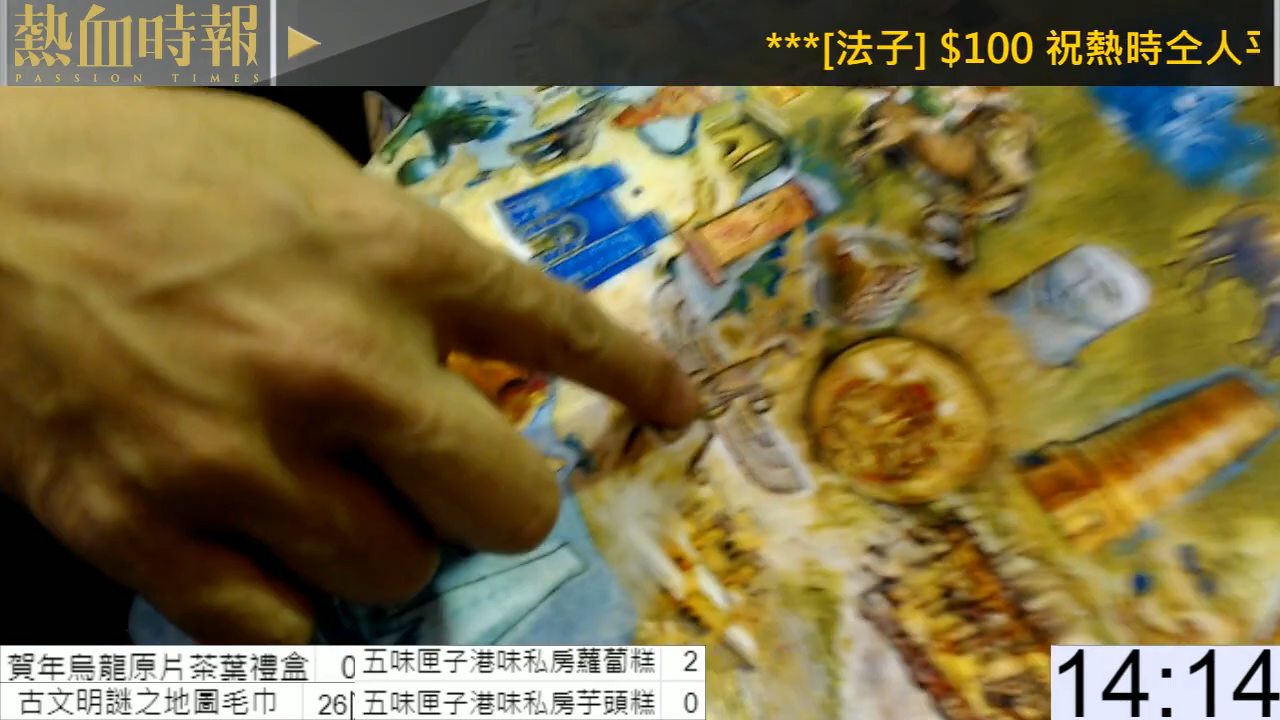 熱血時報
PASSION TIMES
***[法子] $100 祝熱時仝人
賀年烏龍原片茶葉禮盒 0
五味匣子港味私房蘿蔔糕 2
古文明謎之地圖毛巾 26
五味匣子港味私房芋頭糕 0
14:14